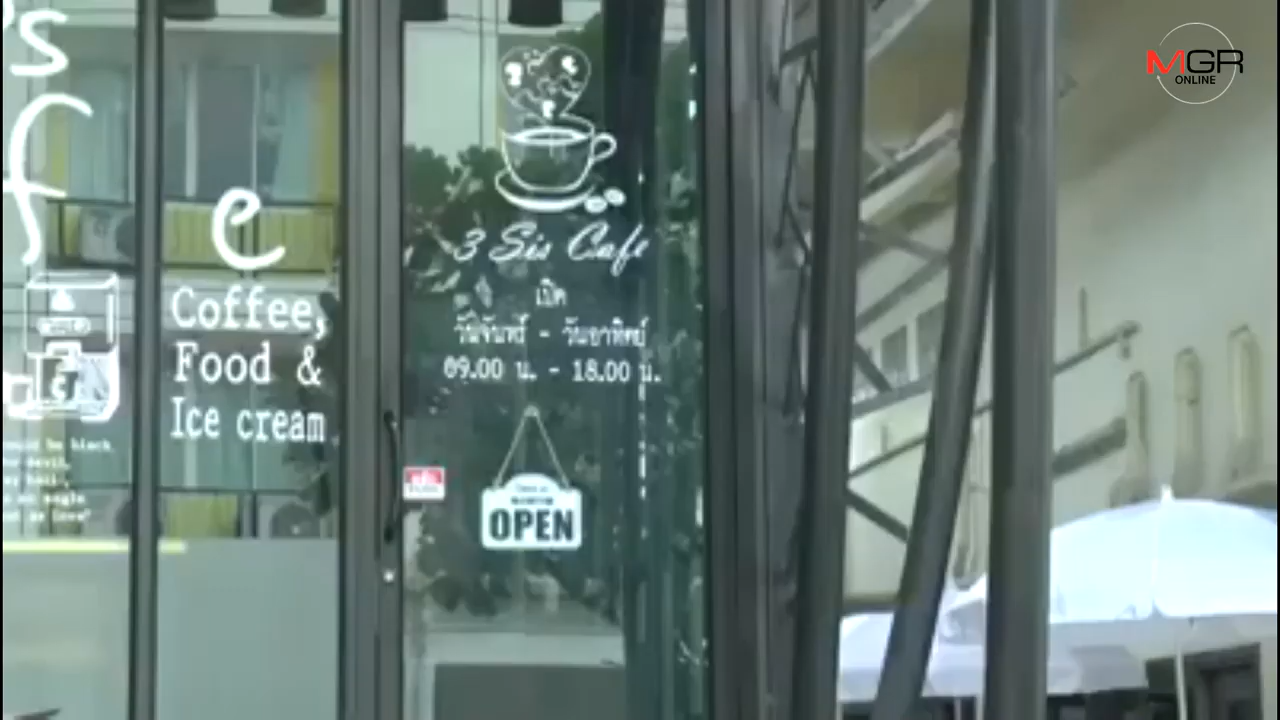 's
f
e
Coffee,
Food &
Ice cream
3 Sis Cafe
เปิด
วันจันทร์ - วันอาทิตย์
09.00 น. - 18.00 น.
OPEN
MGR
ONLINE